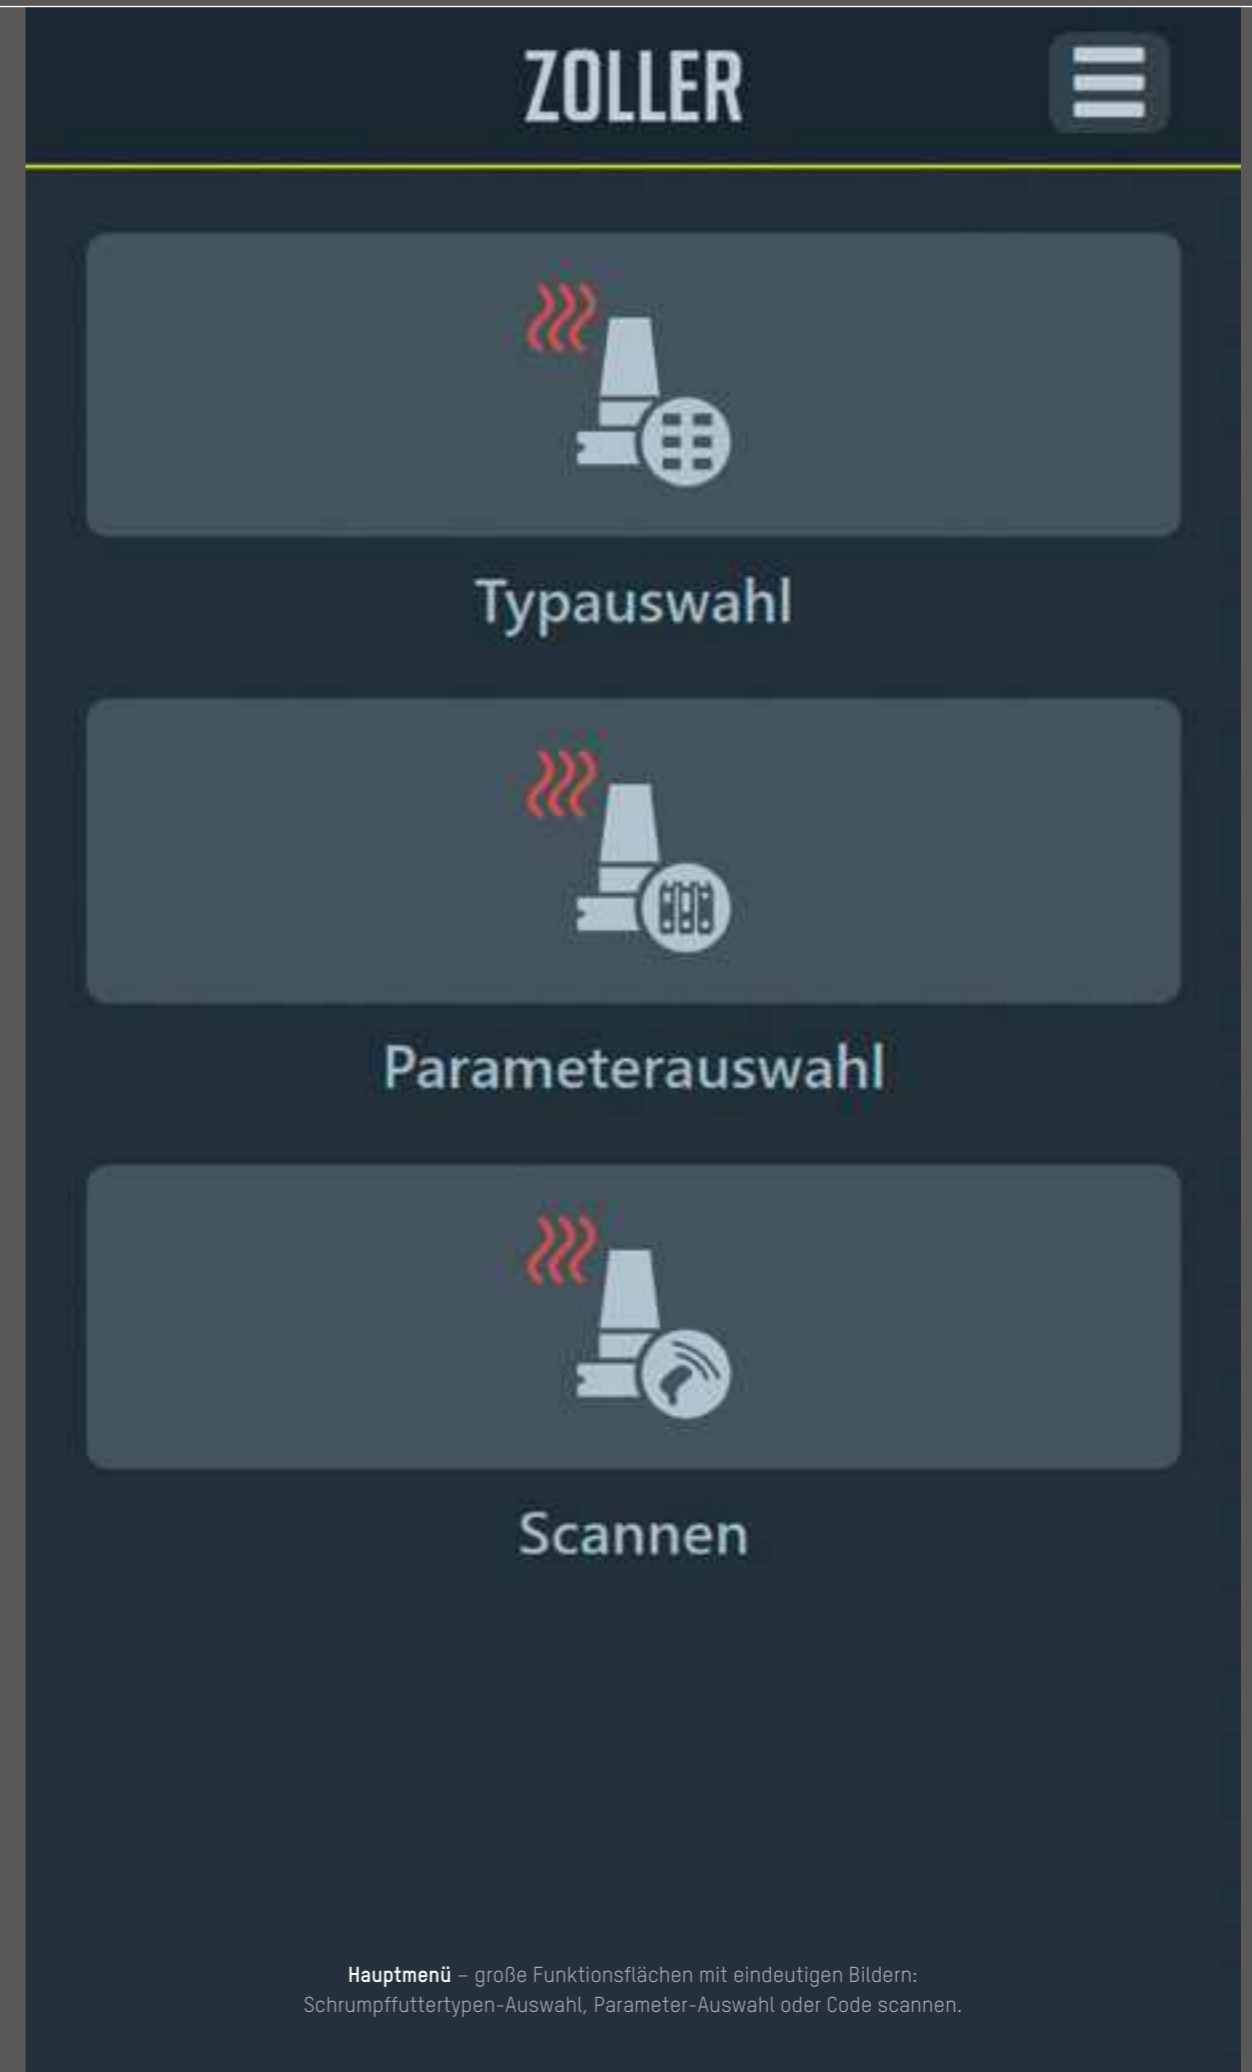 ZOLLER
Typauswahl
Parameterauswahl
Scannen
Hauptmenü – große Funktionsflächen mit eindeutigen Bildern:
Schrumpffuttertypen-Auswahl, Parameter-Auswahl oder Code scannen.